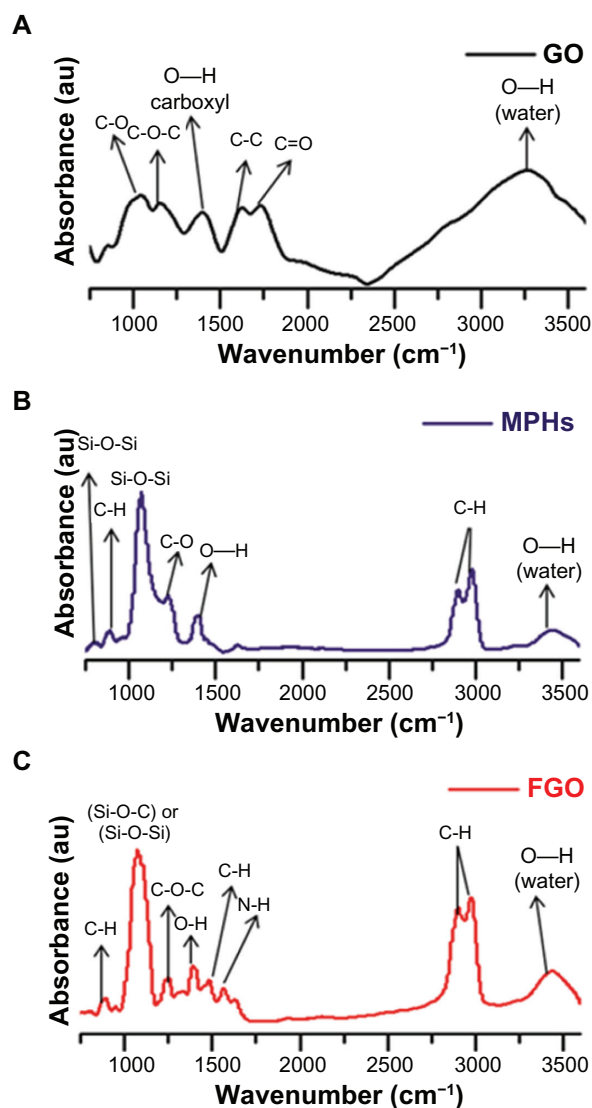 A
GO
O—H
carboxyl
O—H
(water)
C-O
C-O-C
C-C
C=O
Absorbance (au)
1000 1500 2000 2500 3000 3500
Wavenumber (cm⁻¹)
B
MPHs
Si-O-Si
Si-O-Si
C-H
C-H
C-O
O—H
O—H
(water)
Absorbance (au)
1000 1500 2000 2500 3000 3500
Wavenumber (cm⁻¹)
C
FGO
(Si-O-C) or
(Si-O-Si)
C-H
C-H
O—H
(water)
C-O-C
N-H
O-H
C-H
Absorbance (au)
1000 1500 2000 2500 3000 3500
Wavenumber (cm⁻¹)